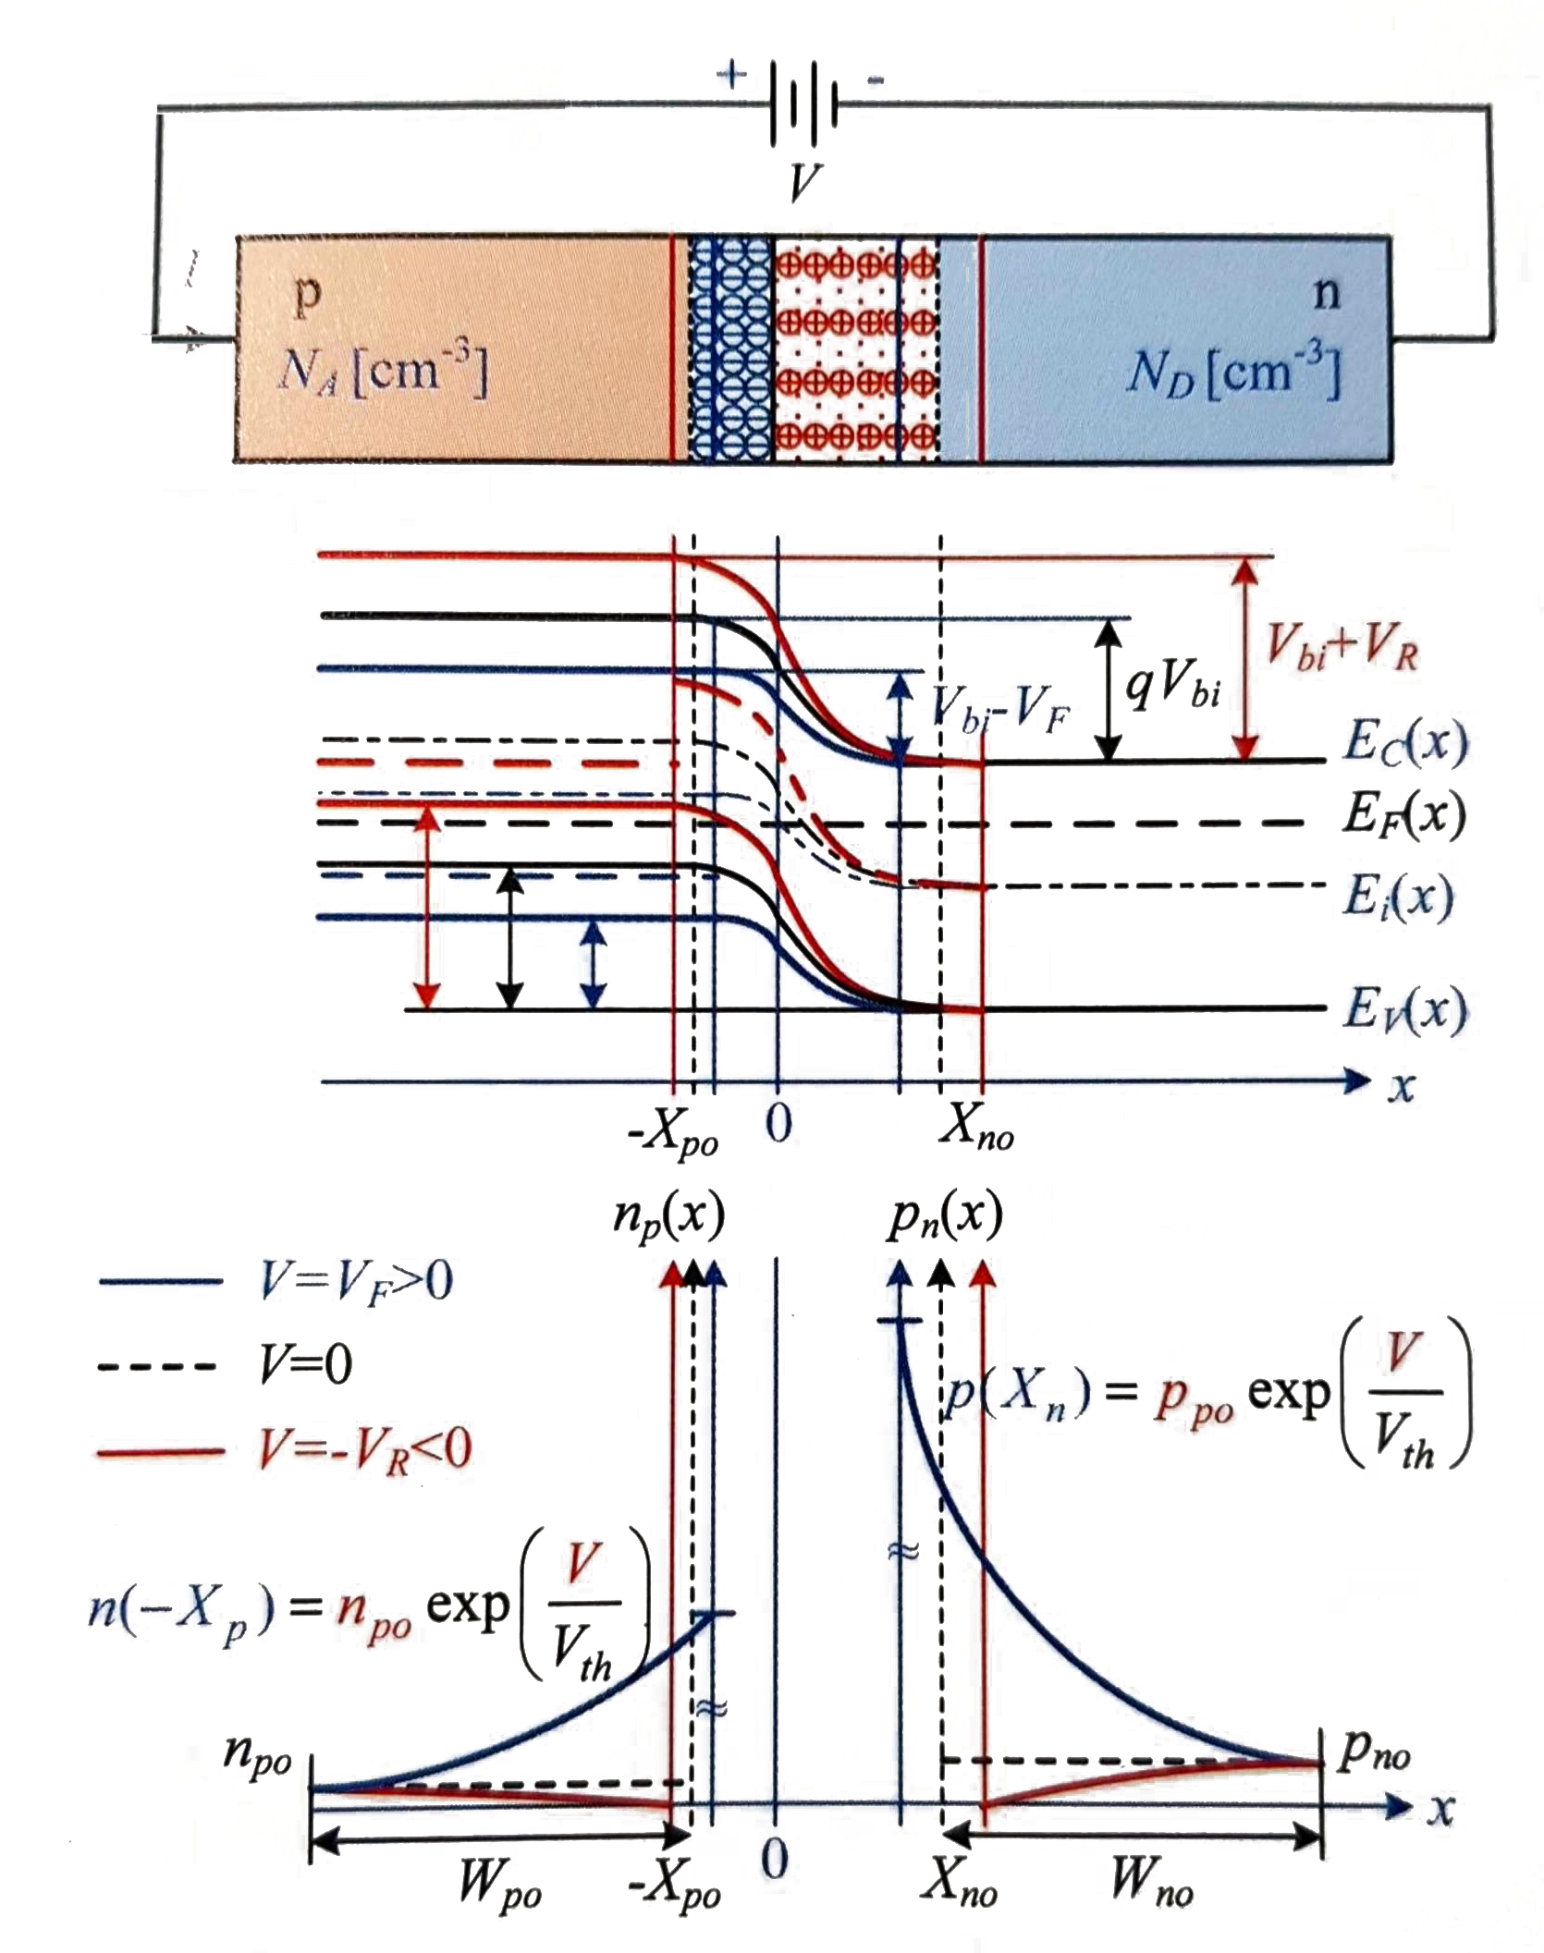 + -
V
p n
N_A [cm^-3] N_D [cm^-3]
V_bi+V_R
qV_bi
V_bi-V_F
E_C(x)
E_F(x)
E_i(x)
E_V(x)
x
-X_po 0 X_no
n_p(x) p_n(x)
V=V_F>0
V=0
V=-V_R<0
p(X_n) = p_po exp(V/V_th)
n(-X_p) = n_po exp(V/V_th)
n_po p_no
x
W_po -X_po 0 X_no W_no